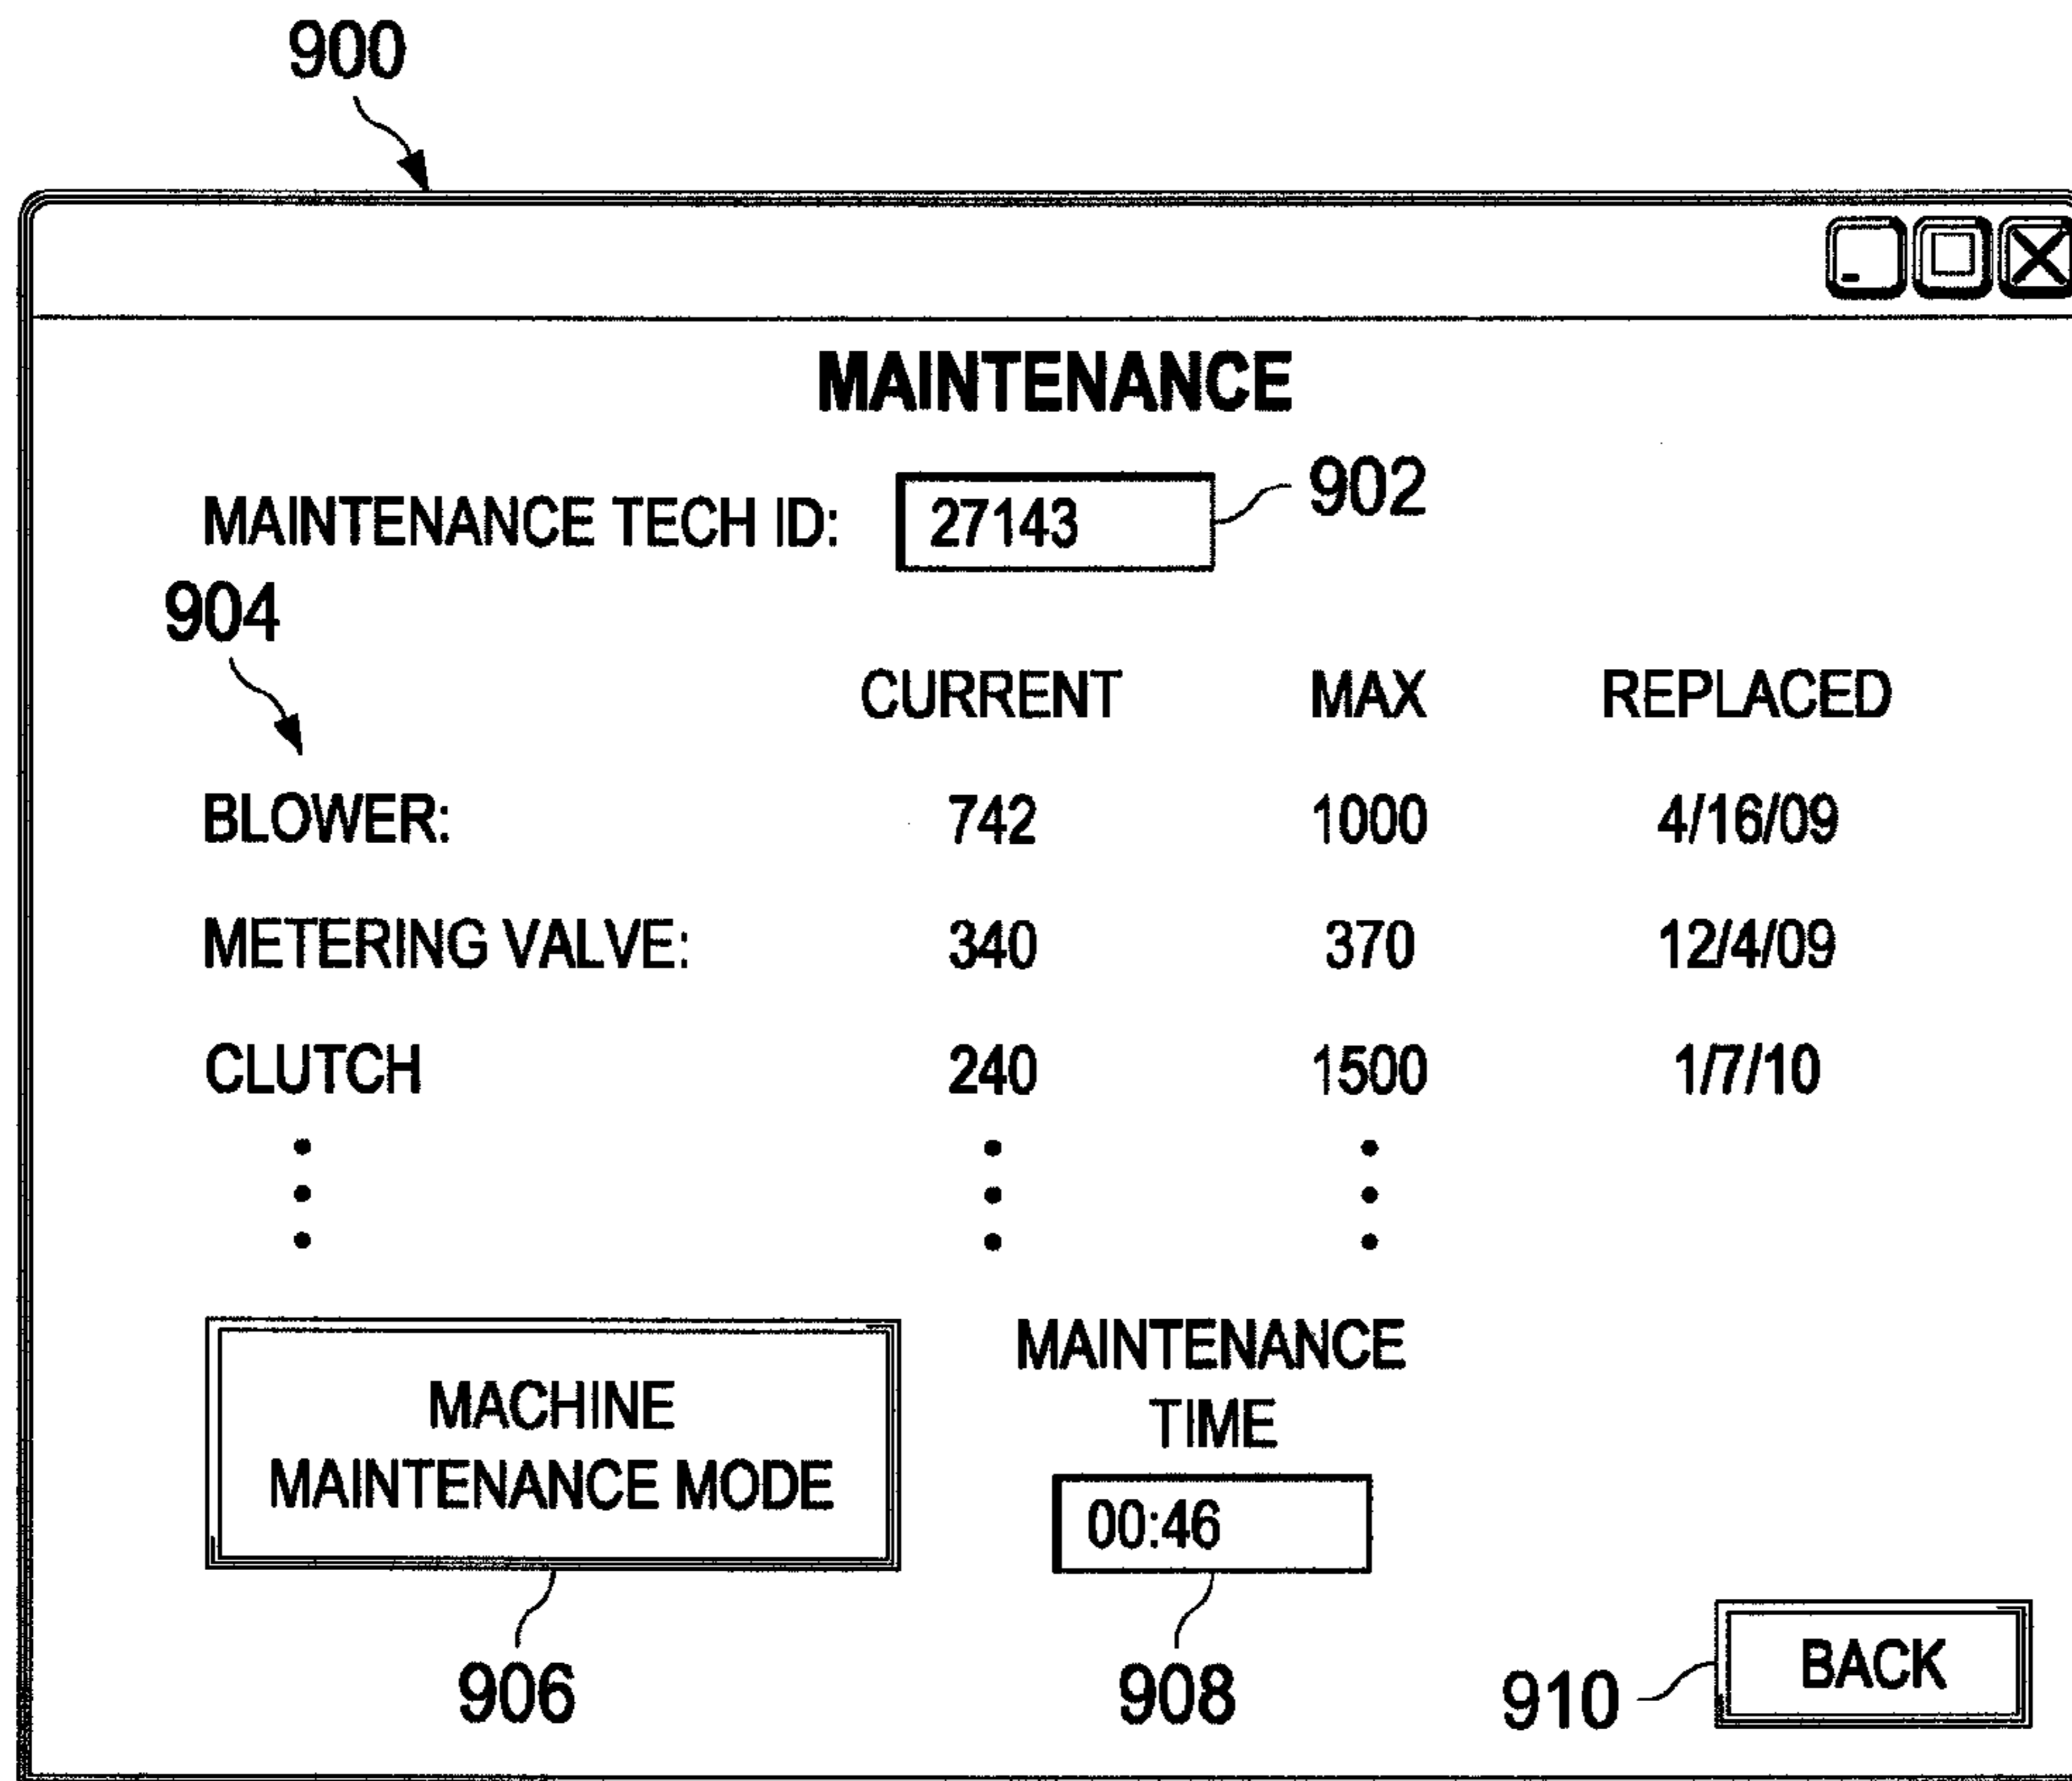 900
MAINTENANCE
MAINTENANCE TECH ID: 27143 902
904
CURRENT MAX REPLACED
BLOWER: 742 1000 4/16/09
METERING VALVE: 340 370 12/4/09
CLUTCH 240 1500 1/7/10
MACHINE
MAINTENANCE MODE
MAINTENANCE
TIME
00:46
906
908
910
BACK